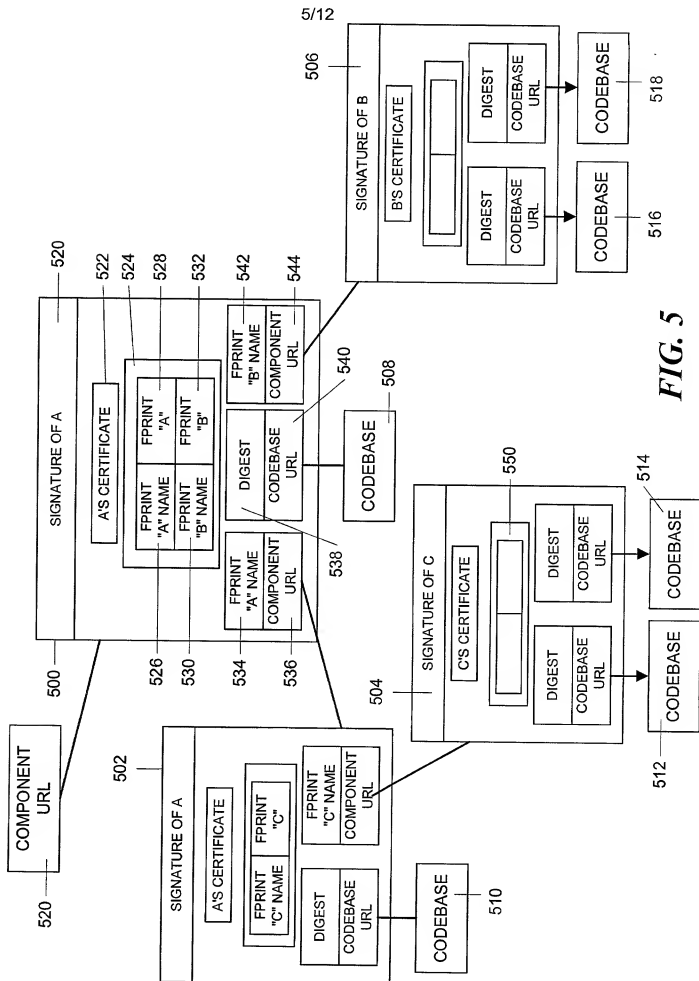 5/12
COMPONENT
URL
520
500
SIGNATURE OF A
520
A'S CERTIFICATE
522
524
FPRINT
"A" NAME
FPRINT
"A"
FPRINT
"B" NAME
FPRINT
"B"
526
530
528
532
FPRINT
"A" NAME
COMPONENT
URL
534
536
DIGEST
CODEBASE
URL
538
540
FPRINT
"B" NAME
COMPONENT
URL
542
544
CODEBASE
508
SIGNATURE OF A
502
A'S CERTIFICATE
FPRINT
"C" NAME
FPRINT
"C"
DIGEST
CODEBASE
URL
FPRINT
"C" NAME
COMPONENT
URL
CODEBASE
510
504
SIGNATURE OF C
C'S CERTIFICATE
550
DIGEST
CODEBASE
URL
DIGEST
CODEBASE
URL
CODEBASE
512
CODEBASE
514
506
SIGNATURE OF B
B'S CERTIFICATE
DIGEST
CODEBASE
URL
DIGEST
CODEBASE
URL
CODEBASE
516
CODEBASE
518
FIG. 5